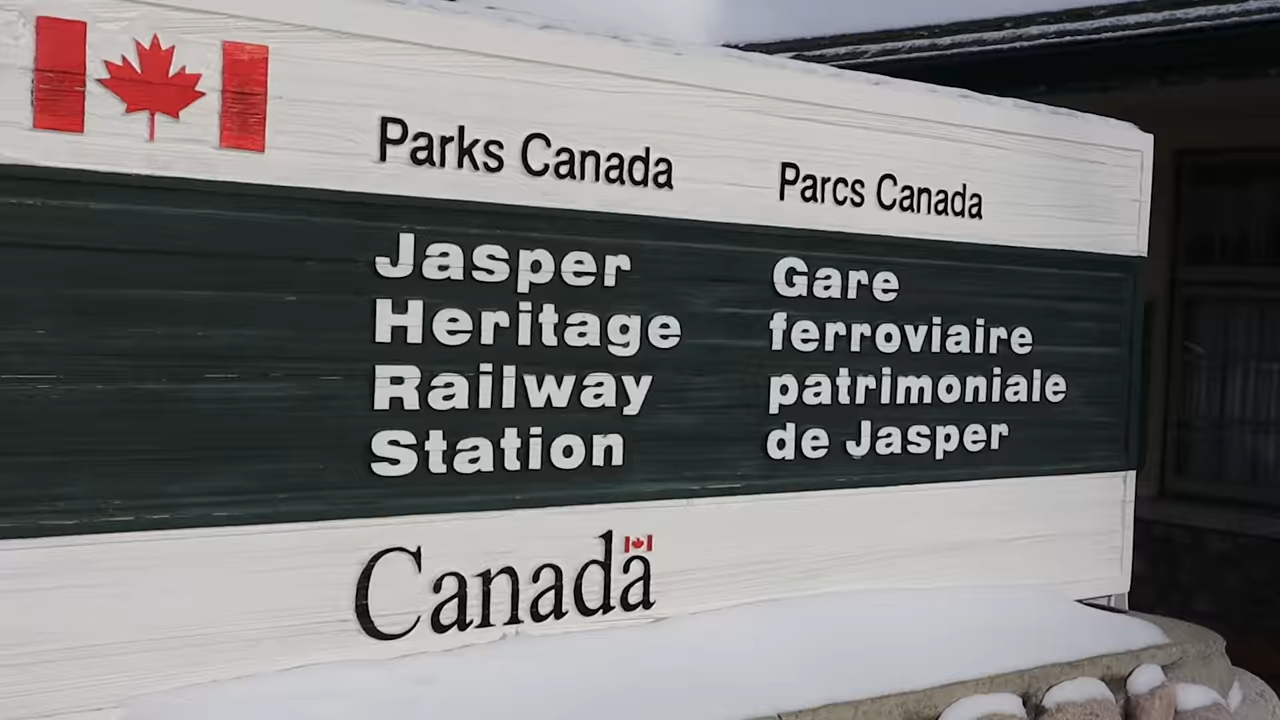 Parks Canada
Jasper
Heritage
Railway
Station
Parcs Canada
Gare
ferroviaire
patrimoniale
de Jasper
Canada